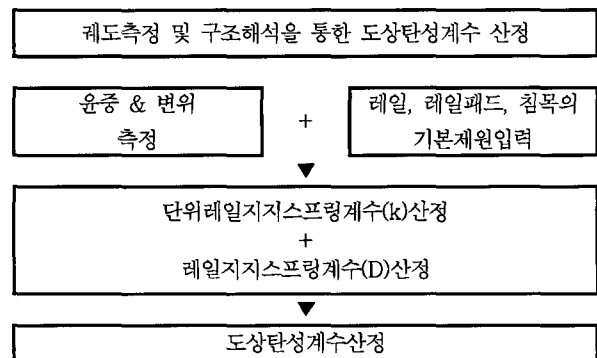 궤도측정 및 구조해석을 통한 도상탄성계수 산정
윤중 & 변위
측정
+
레일, 레일패드, 침목의
기본제원입력
▼
단위레일지지스프링계수(k)산정
+
레일지지스프링계수(D)산정
▼
도상탄성계수산정